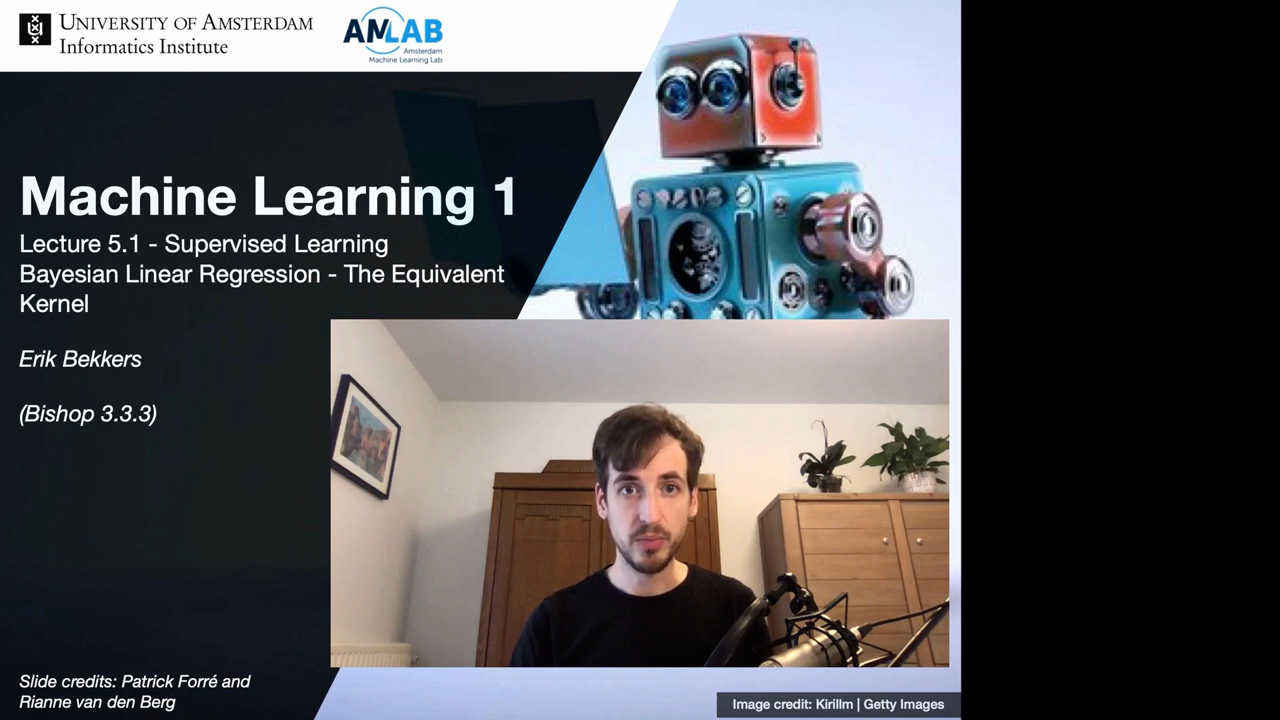 UNIVERSITY OF AMSTERDAM
Informatics Institute
AMLAB
Amsterdam
Machine Learning Lab
Machine Learning 1
Lecture 5.1 - Supervised Learning
Bayesian Linear Regression - The Equivalent
Kernel
Erik Bekkers
(Bishop 3.3.3)
Slide credits: Patrick Forré and
Rianne van den Berg
Image credit: Kirillm | Getty Images